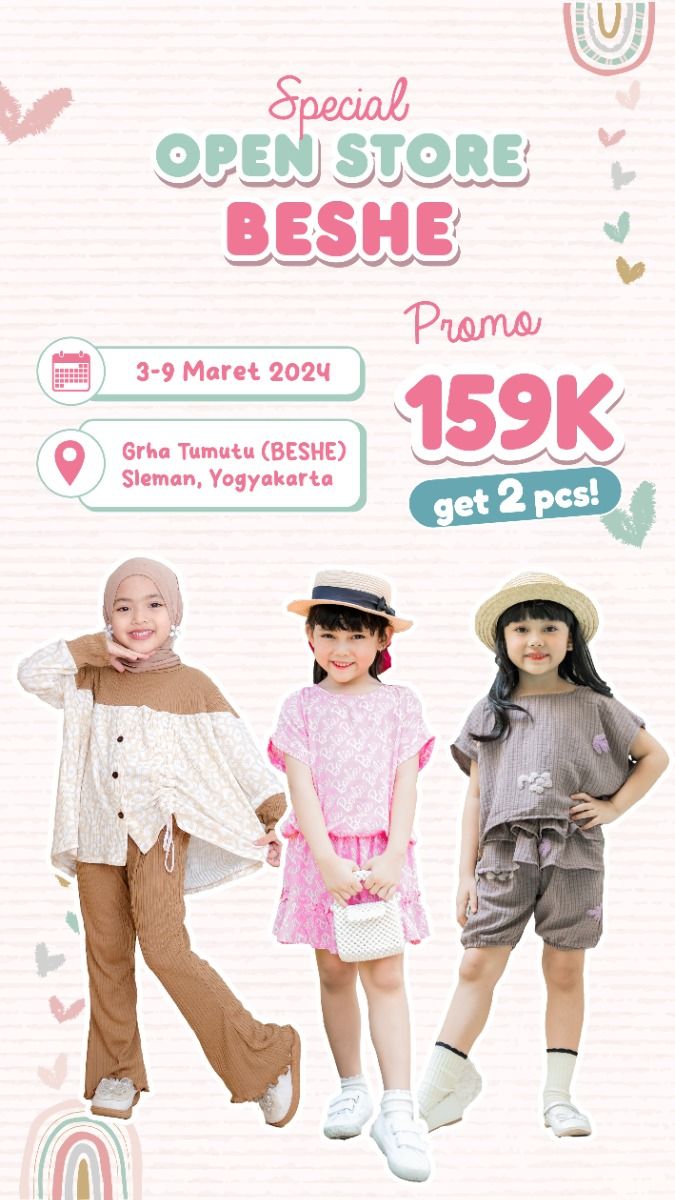 Special
OPEN STORE
BESHE
Promo
3-9 Maret 2024
159K
Grha Tumutu (BESHE)
Sleman, Yogyakarta
get 2 pcs!